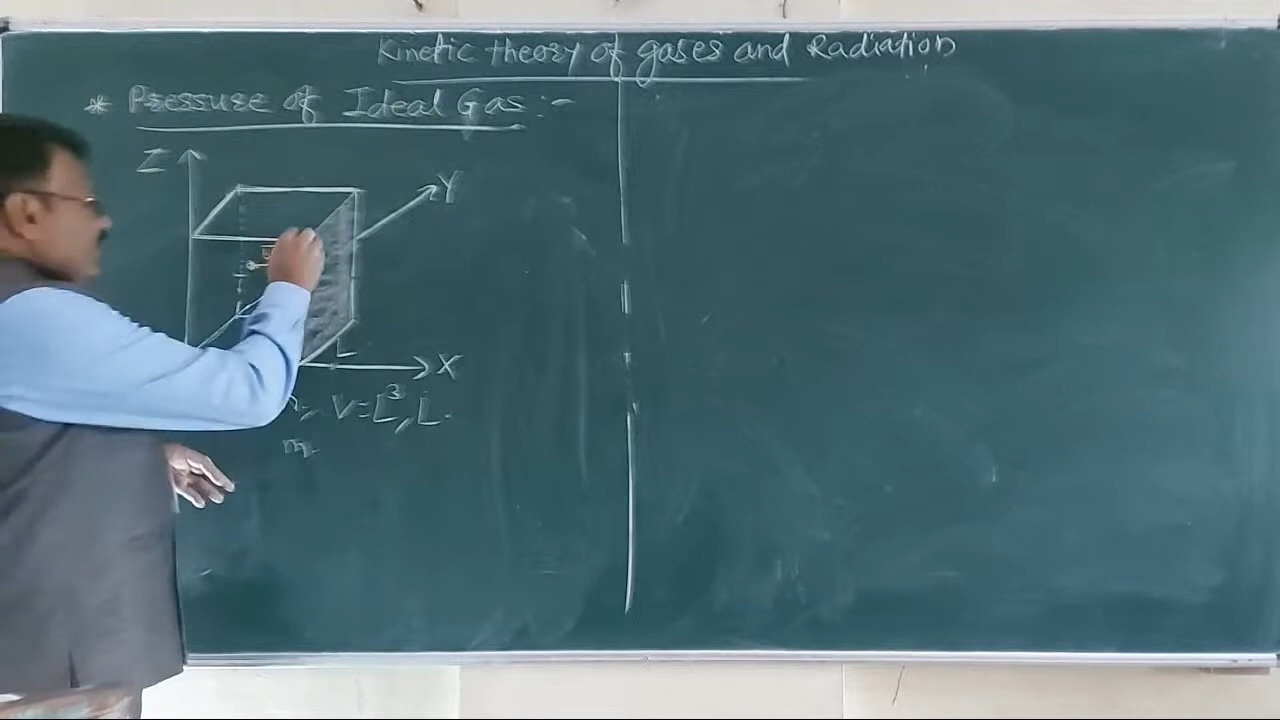 Kinetic theory of gases and Radiation
* Pressure of Ideal Gas :-
Z
Y
L
X
V=L³, L.
m